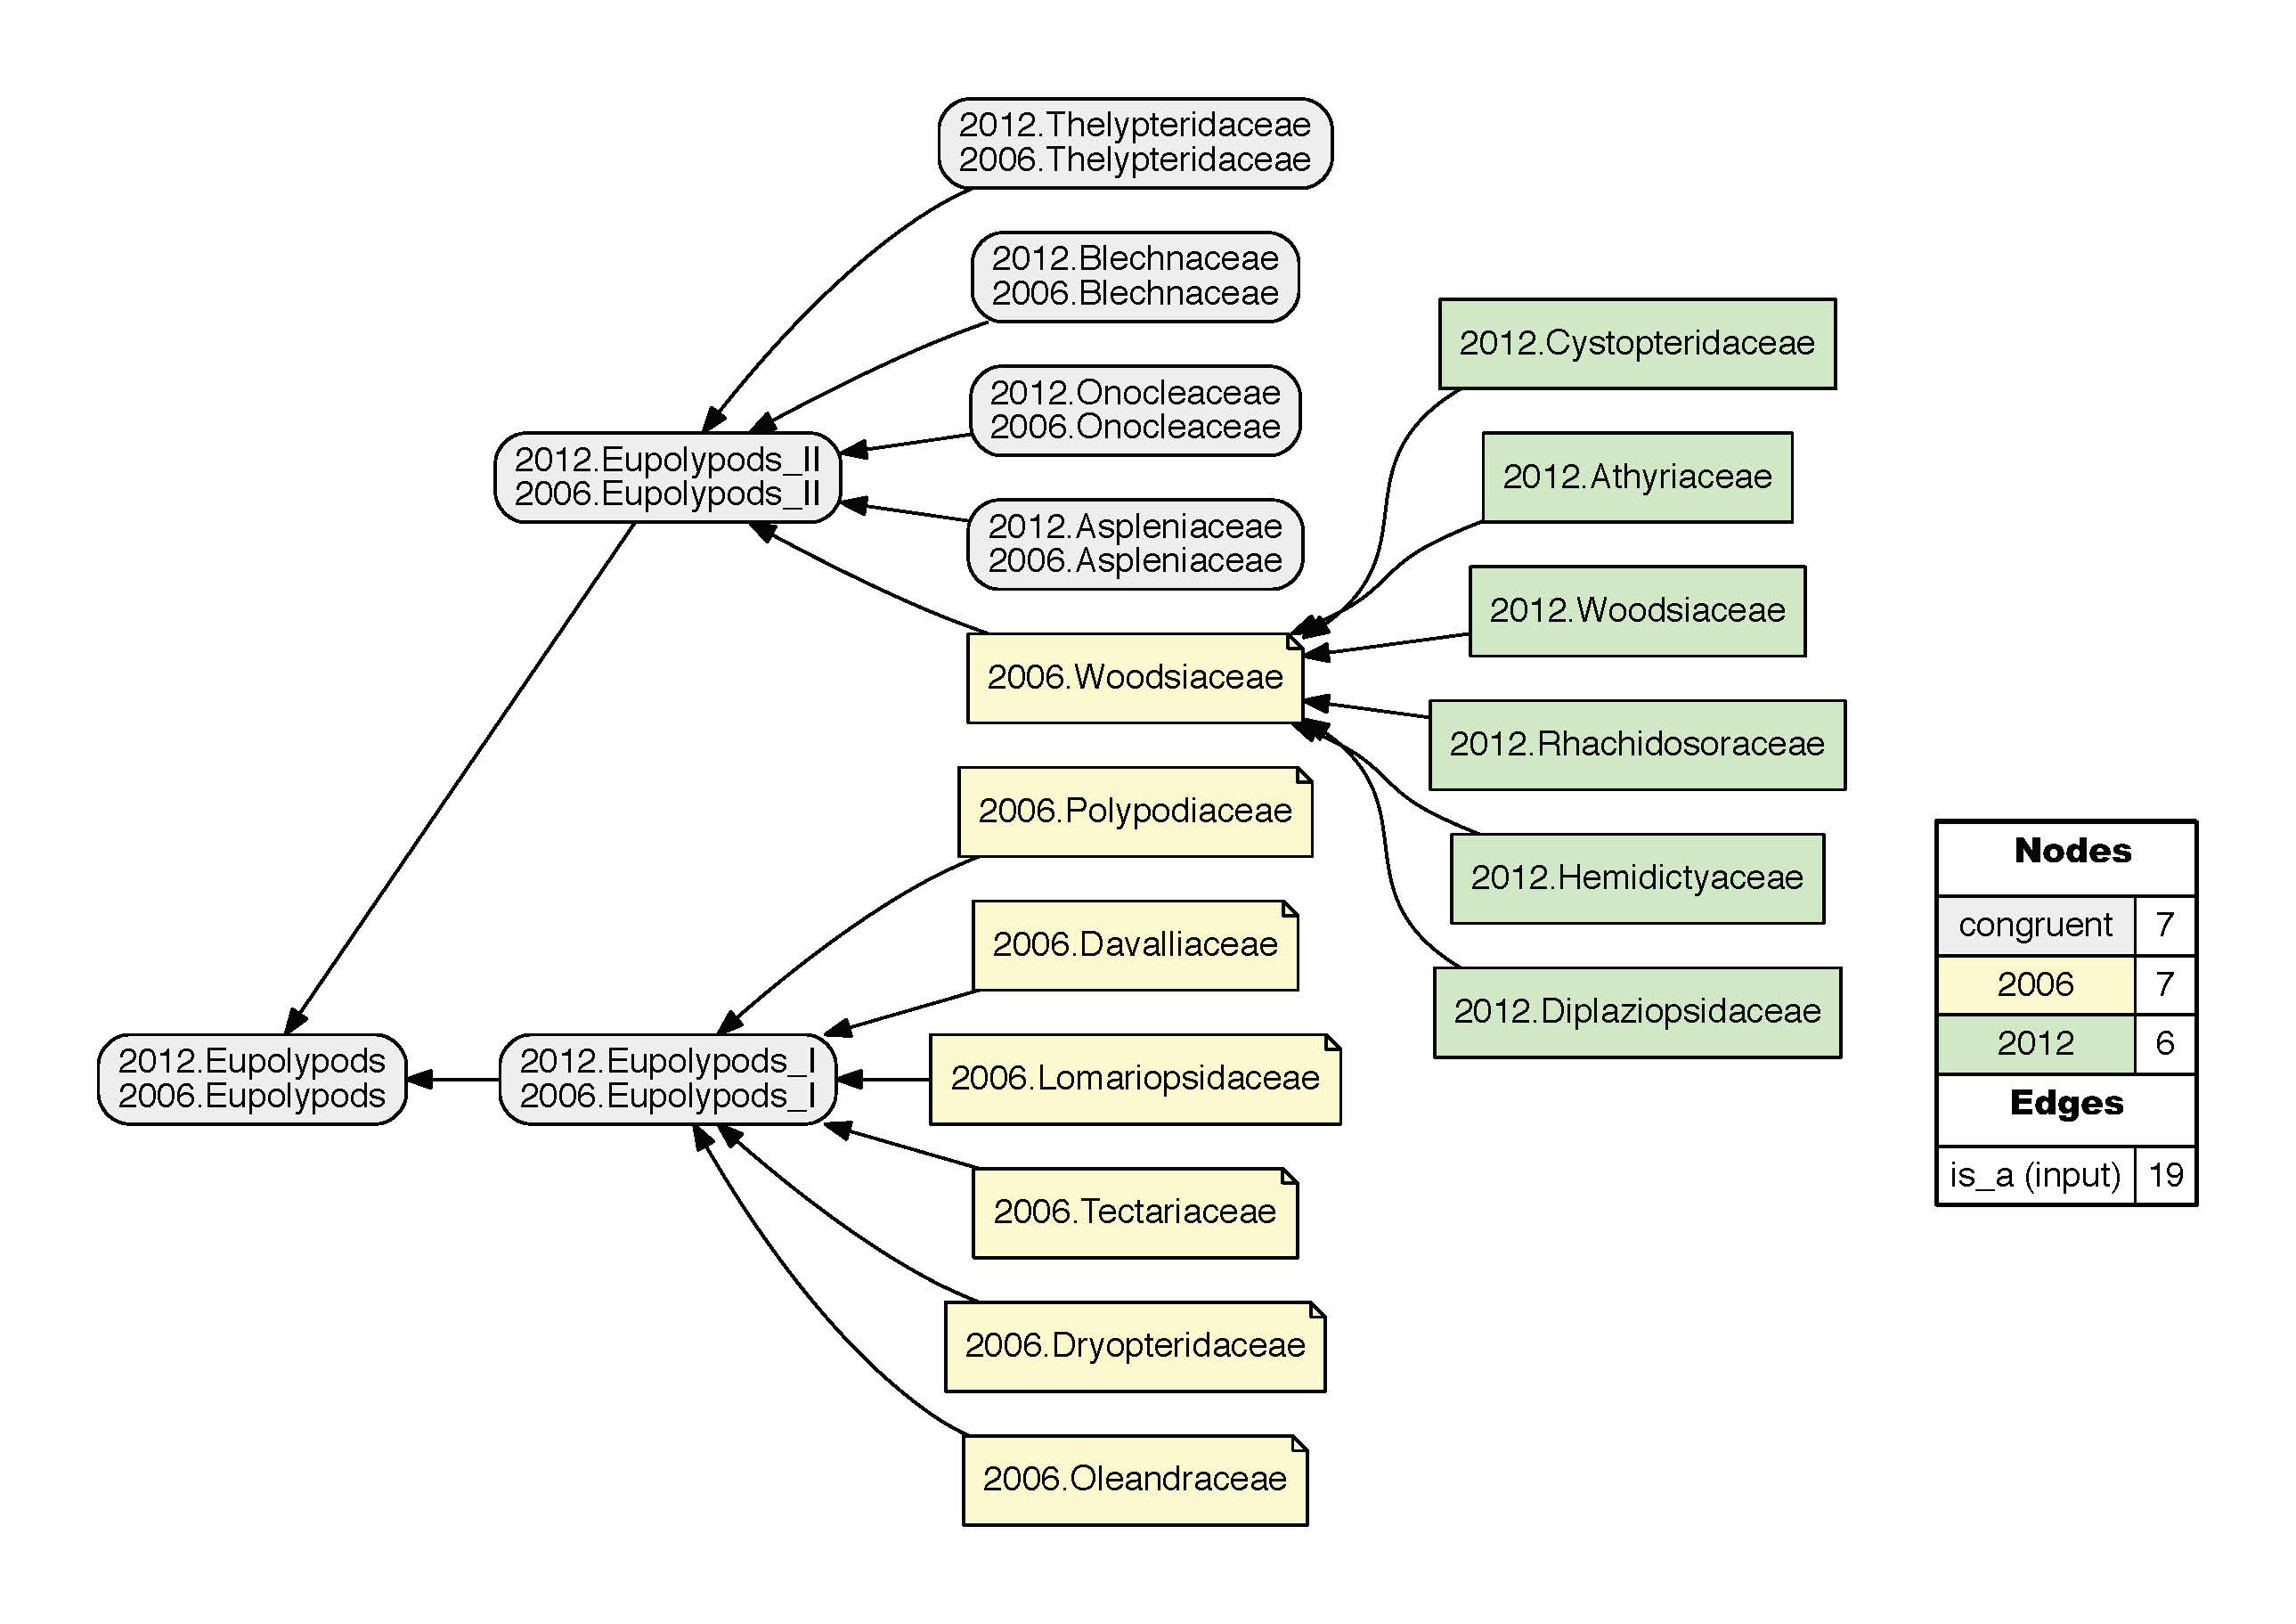 2012.Thelypteridaceae
2006.Thelypteridaceae
2012.Blechnaceae
2006.Blechnaceae
2012.Cystopteridaceae
2012.Onocleaceae
2006.Onocleaceae
2012.Eupolypods_II
2006.Eupolypods_II
2012.Athyriaceae
2012.Aspleniaceae
2006.Aspleniaceae
2012.Woodsiaceae
2006.Woodsiaceae
2012.Rhachidosoraceae
2006.Polypodiaceae
2012.Hemidictyaceae
2006.Davalliaceae
2012.Diplaziopsidaceae
2012.Eupolypods
2006.Eupolypods
2012.Eupolypods_I
2006.Eupolypods_I
2006.Lomariopsidaceae
2006.Tectariaceae
2006.Dryopteridaceae
2006.Oleandraceae
Nodes
congruent 7
2006 7
2012 6
Edges
is_a (input) 19